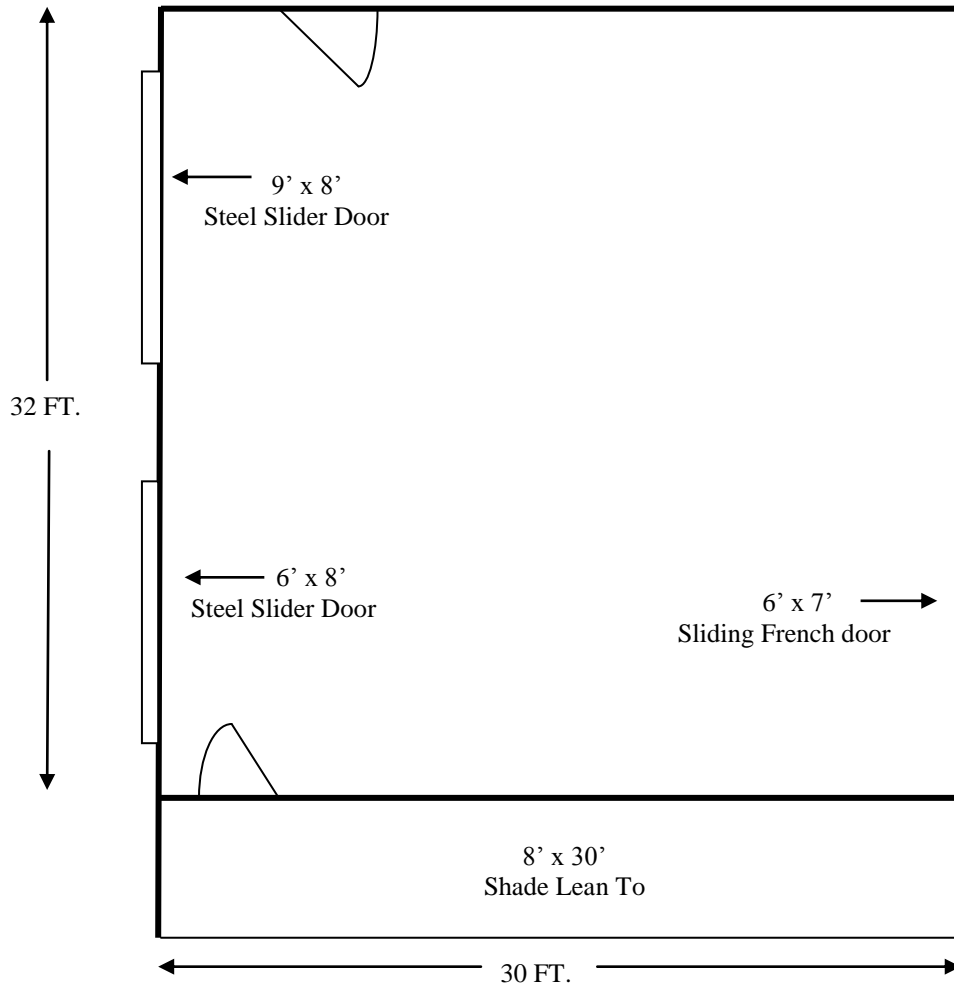 9’ x 8’
Steel Slider Door
32 FT.
6’ x 8’
Steel Slider Door
6’ x 7’
Sliding French door
8’ x 30’
Shade Lean To
30 FT.